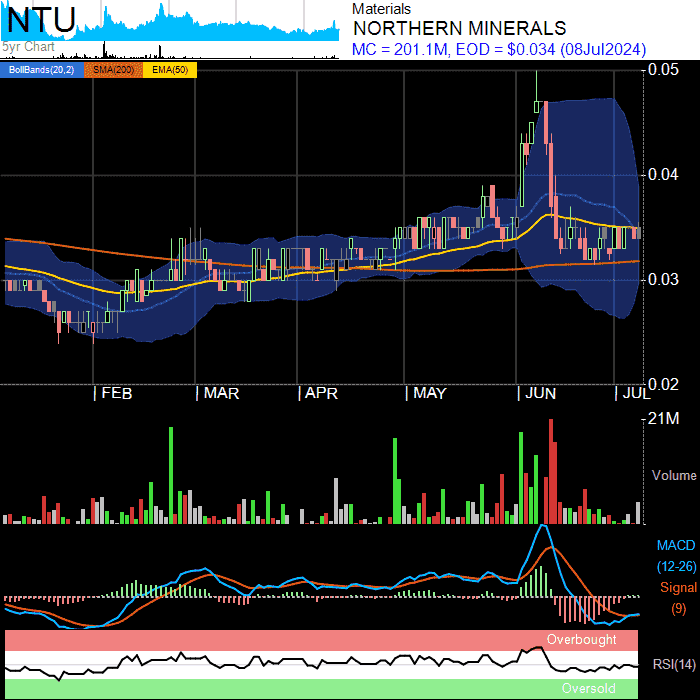 NTU
5yr Chart
Materials
NORTHERN MINERALS
MC = 201.1M, EOD = $0.034 (08Jul2024)
BollBands(20,2) SMA(200) EMA(50)
0.05
0.04
0.03
0.02
| FEB | MAR | APR | MAY | JUN | JUL
21M
Volume
MACD
(12-26)
Signal
(9)
Overbought
RSI(14)
Oversold